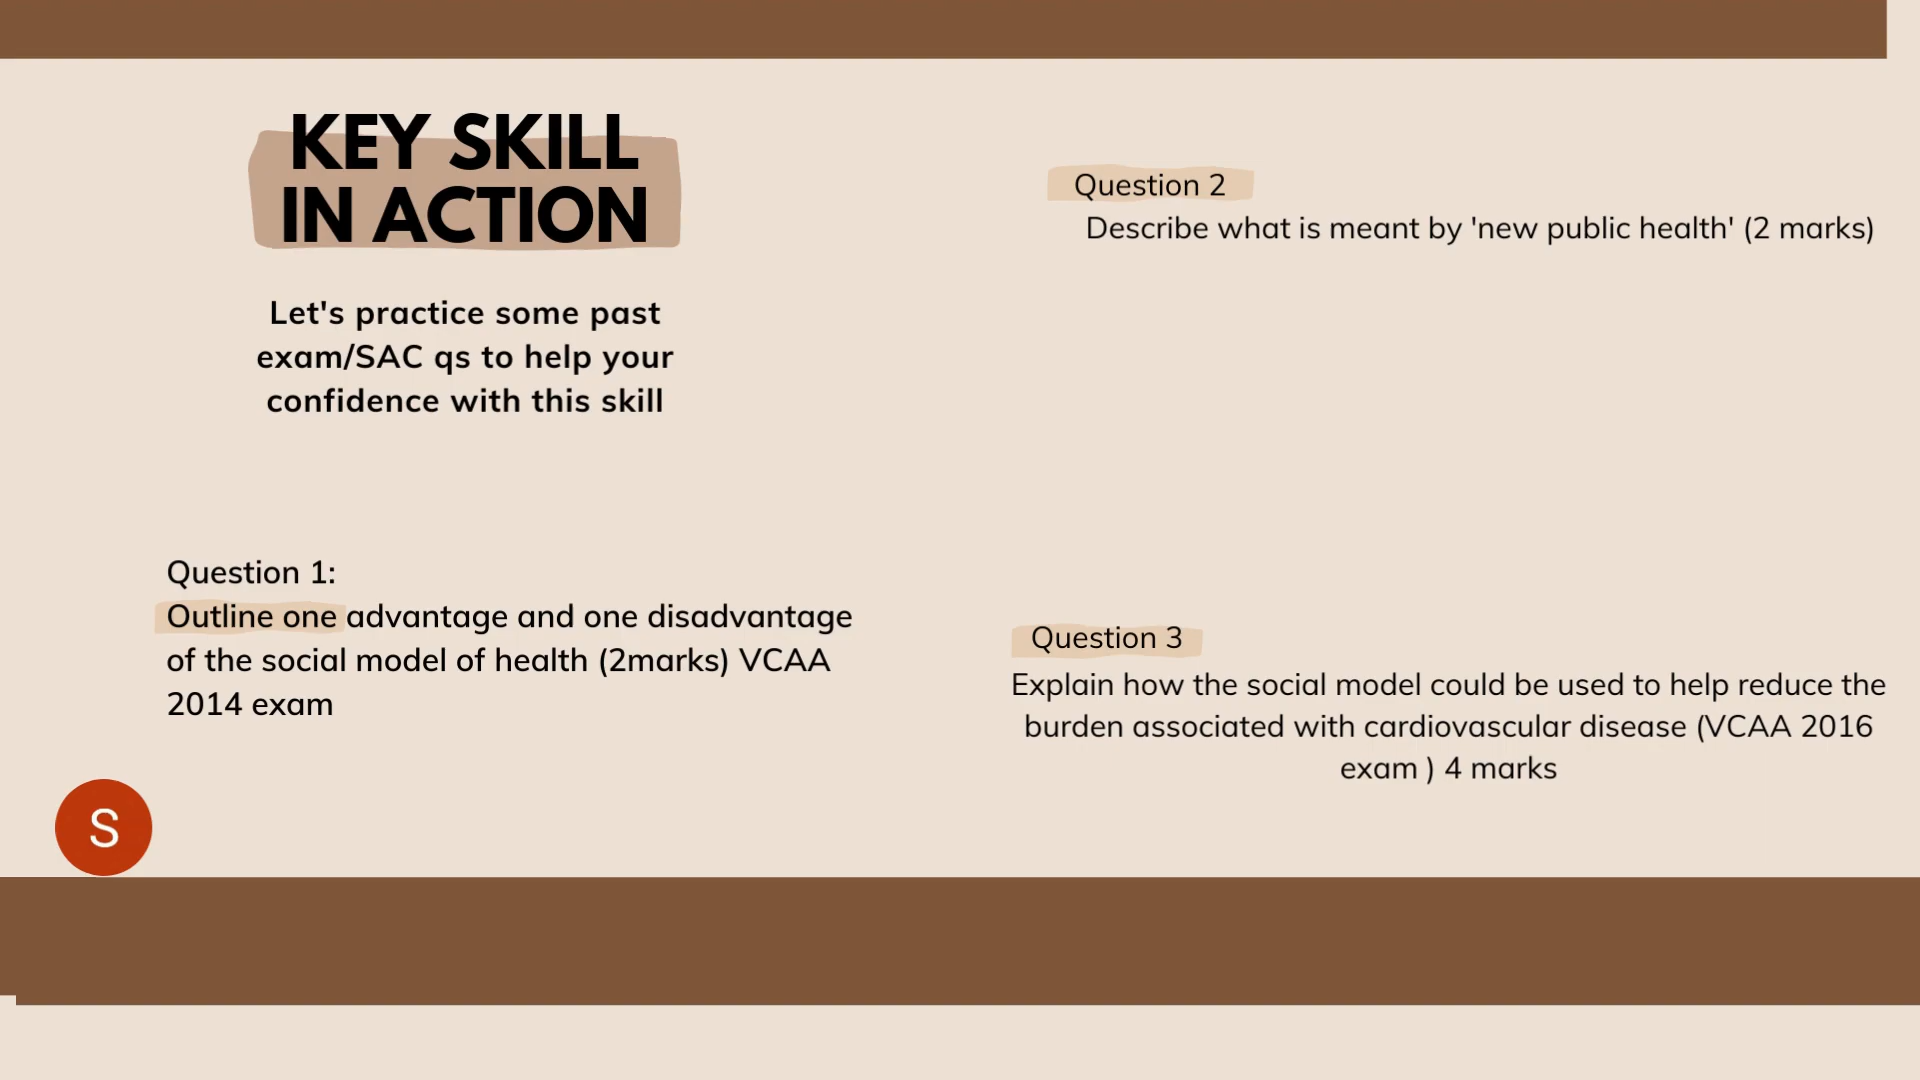 KEY SKILL
IN ACTION
Let's practice some past
exam/SAC qs to help your
confidence with this skill
Question 1:
Outline one advantage and one disadvantage
of the social model of health (2marks) VCAA
2014 exam
S
Question 2
Describe what is meant by 'new public health' (2 marks)
Question 3
Explain how the social model could be used to help reduce the
burden associated with cardiovascular disease (VCAA 2016
exam ) 4 marks